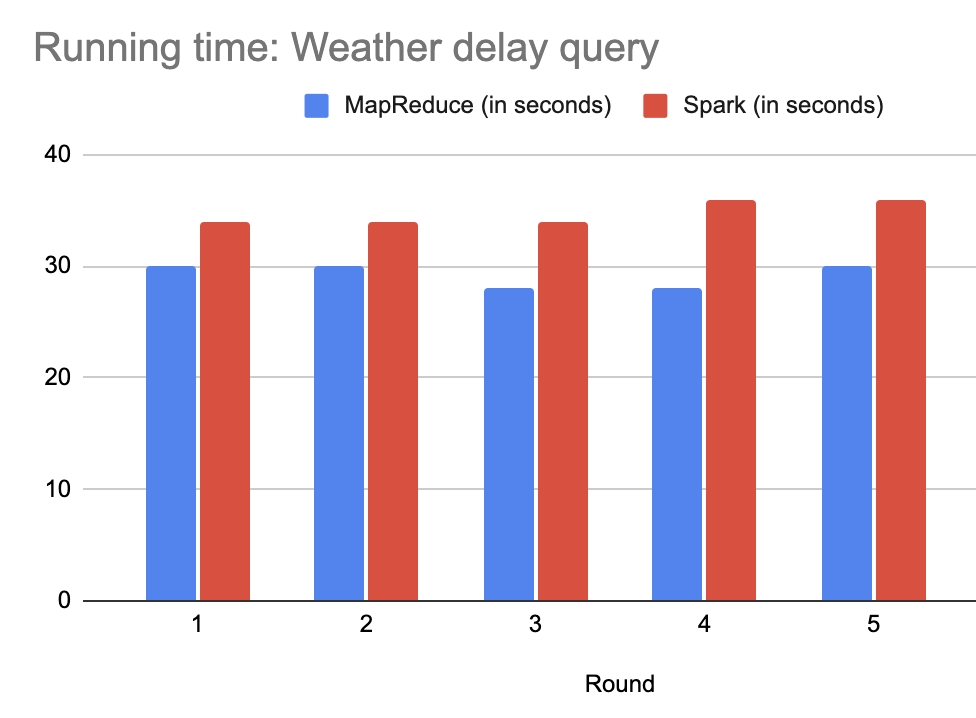 Running time: Weather delay query
MapReduce (in seconds) Spark (in seconds)
40
30
20
10
0
1 2 3 4 5
Round